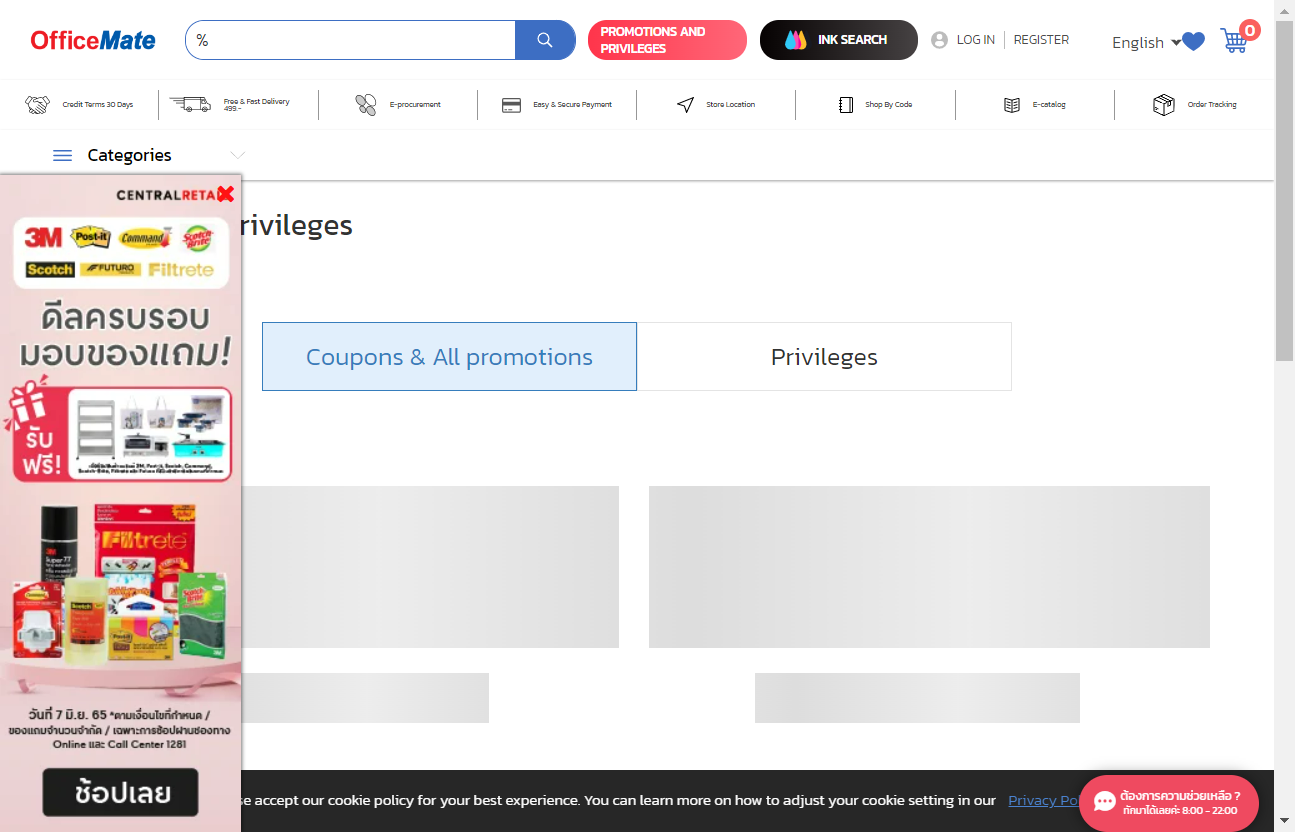 OfficeMate
%
PROMOTIONS AND
PRIVILEGES
INK SEARCH
LOG IN
REGISTER
English
0
Credit Terms 30 Days
Free & Fast Delivery
499.-
E-procurement
Easy & Secure Payment
Store Location
Shop By Code
E-catalog
Order Tracking
Categories
CENTRALRETA
rivileges
3M Post-it Command Scotch Brite
Scotch FUTURO Filtrete
ดีลครบรอบ
มอบของแถม!
รับ
ฟรี!
Coupons & All promotions
Privileges
Filtrete
3M
Super 77
Scotch
Post-it
วันที่ 7 มิ.ย. 65 *ตามเงื่อนไขที่กำหนด /
ของแถมจำนวนจำกัด / เฉพาะการช้อปผ่านช่องทาง
Online และ Call Center 1281
ช้อปเลย
se accept our cookie policy for your best experience. You can learn more on how to adjust your cookie setting in our Privacy Po
ต้องการความช่วยเหลือ ?
ทักมาได้เลยค่ะ 8:00 - 22:00